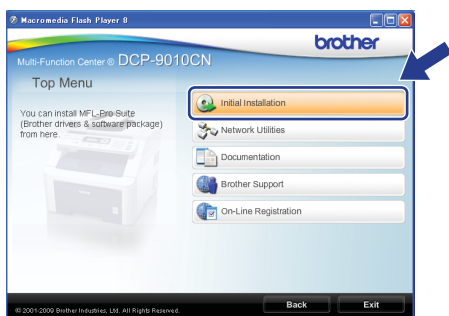 Macromedia Flash Player 8
brother
Multi-Function Center ® DCP-9010CN
Top Menu
You can install MFL-Pro Suite
(Brother drivers & software package)
from here.
Initial Installation
Network Utilities
Documentation
Brother Support
On-Line Registration
© 2001-2009 Brother Industries, Ltd. All Rights Reserved.
Back
Exit